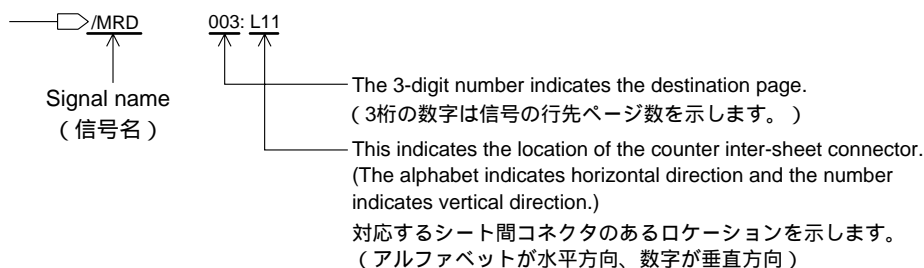 /MRD 003: L11
Signal name
（信号名）
The 3-digit number indicates the destination page.
（3桁の数字は信号の行先ページ数を示します。）
This indicates the location of the counter inter-sheet connector.
(The alphabet indicates horizontal direction and the number
indicates vertical direction.)
対応するシート間コネクタのあるロケーションを示します。
（アルファベットが水平方向、数字が垂直方向）